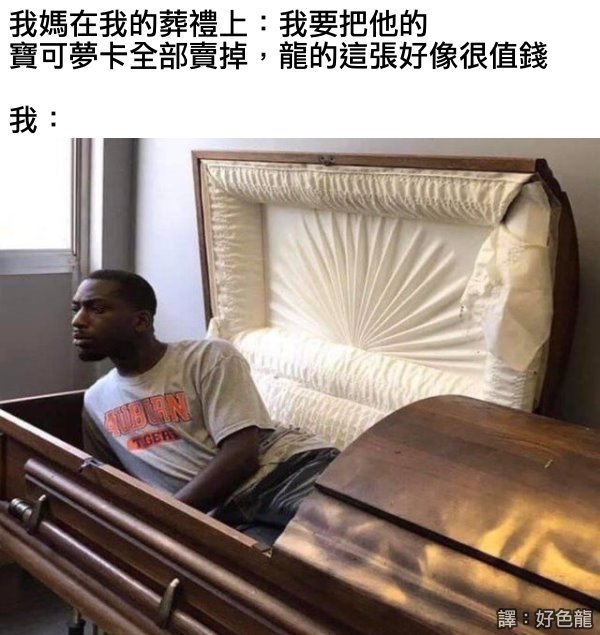 我媽在我的葬禮上：我要把他的
寶可夢卡全部賣掉，龍的這張好像很值錢
我：
AUBURN
TIGERS
譯：好色龍